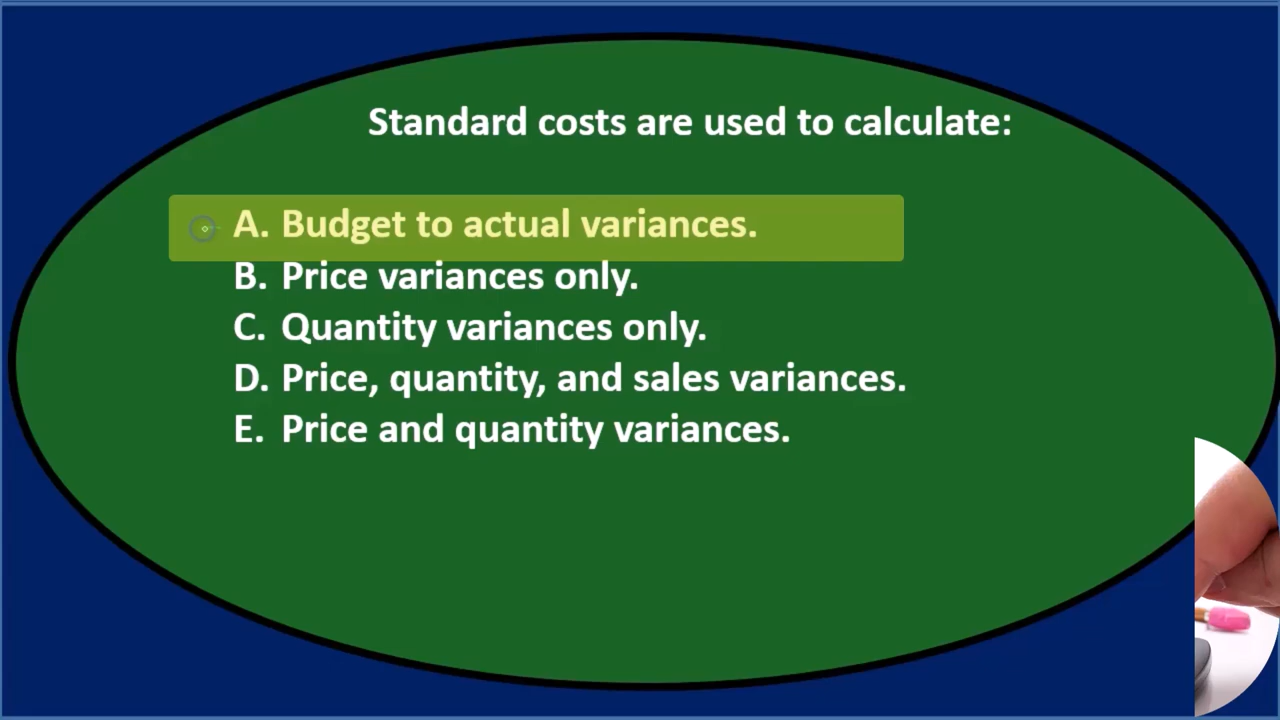 Standard costs are used to calculate:
A. Budget to actual variances.
B. Price variances only.
C. Quantity variances only.
D. Price, quantity, and sales variances.
E. Price and quantity variances.